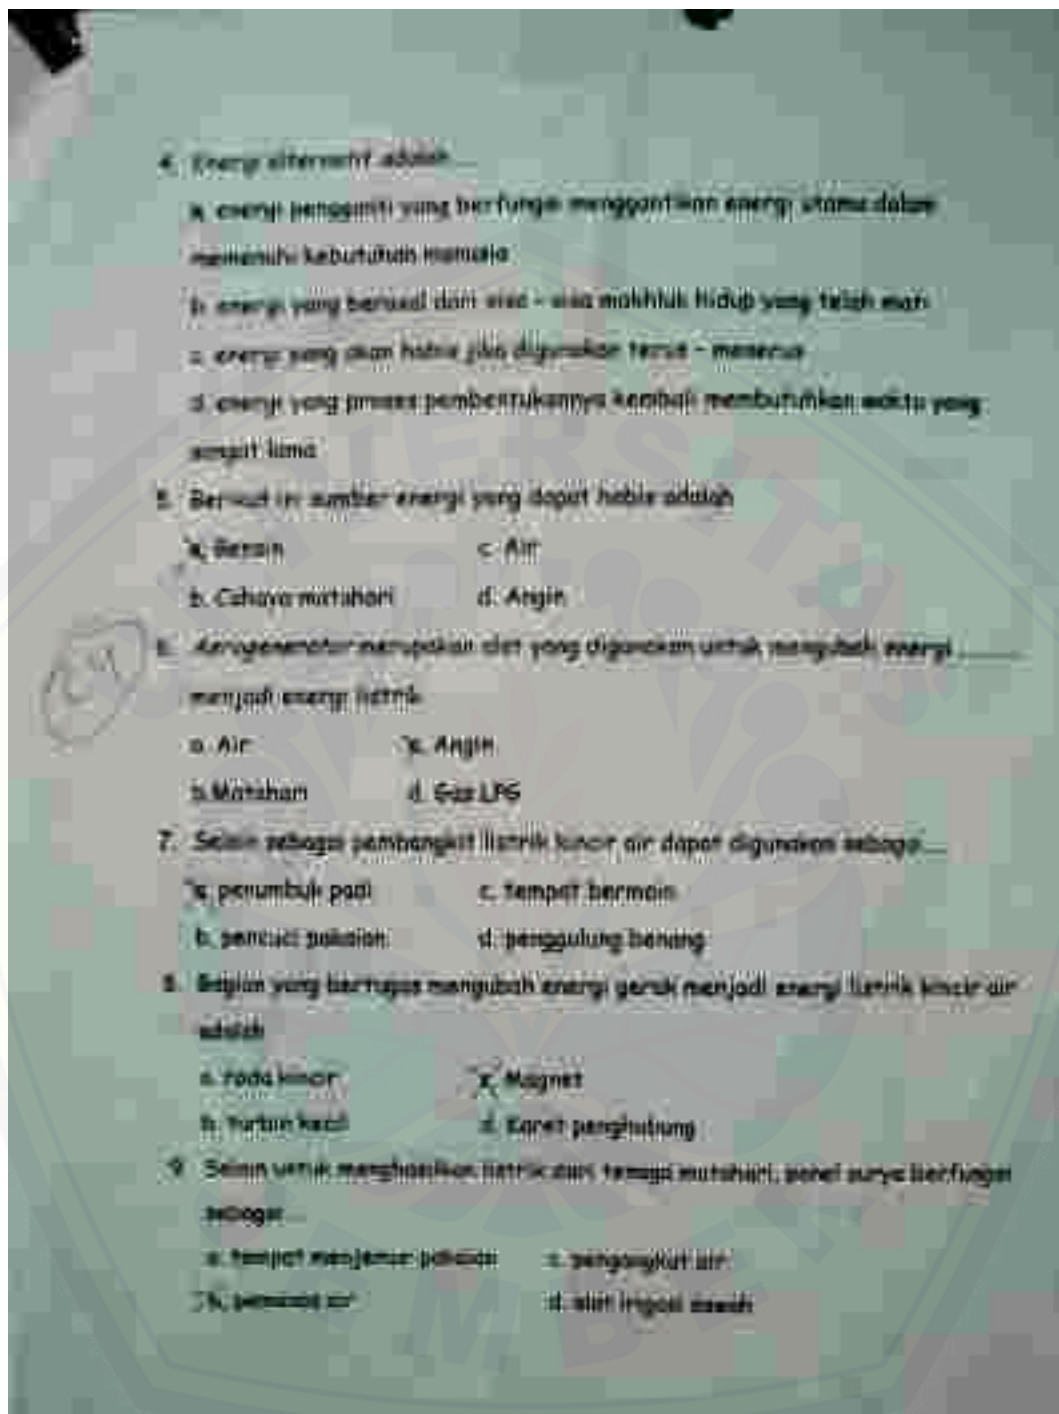 4. Energi alternatif adalah....
a. energi pengganti yang berfungsi menggantikan energi utama dalam
memenuhi kebutuhan manusia
b. energi yang berasal dari sisa - sisa makhluk hidup yang telah mati
c. energi yang akan habis jika digunakan terus - menerus
d. energi yang proses pembentukannya kembali membutuhkan waktu yang
sangat lama
5. Berikut ini sumber energi yang dapat habis adalah
a. Bensin c. Air
b. Cahaya matahari d. Angin
6. Aerogenerator merupakan alat yang digunakan untuk mengubah energi ........
menjadi energi listrik
a. Air c. Angin
b. Matahari d. Gas LPG
7. Selain sebagai pembangkit listrik kincir air dapat digunakan sebagai....
a. penumbuk padi c. tempat bermain
b. pencuci pakaian d. penggulung benang
8. Bagian yang bertugas mengubah energi gerak menjadi energi listrik kincir air
adalah
a. roda kincir c. Magnet
b. turbin kecil d. Karet penghubung
9. Selain untuk menghasilkan listrik dari tenaga matahari, panel surya berfungsi
sebagai...
a. tempat menjemur pakaian c. pengangkut air
b. pemanas air d. alat irigasi sawah
UNIVERSITAS
JEMBER